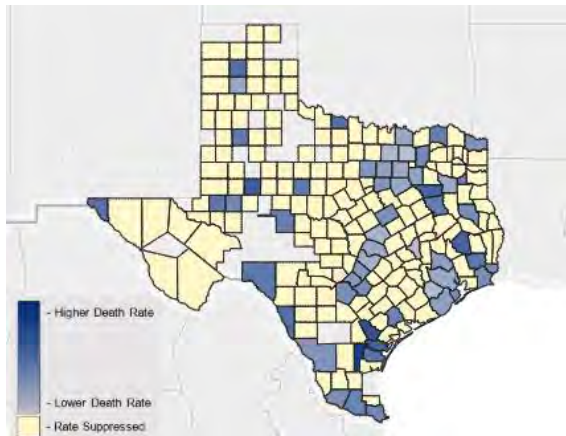 - Higher Death Rate
- Lower Death Rate
- Rate Suppressed